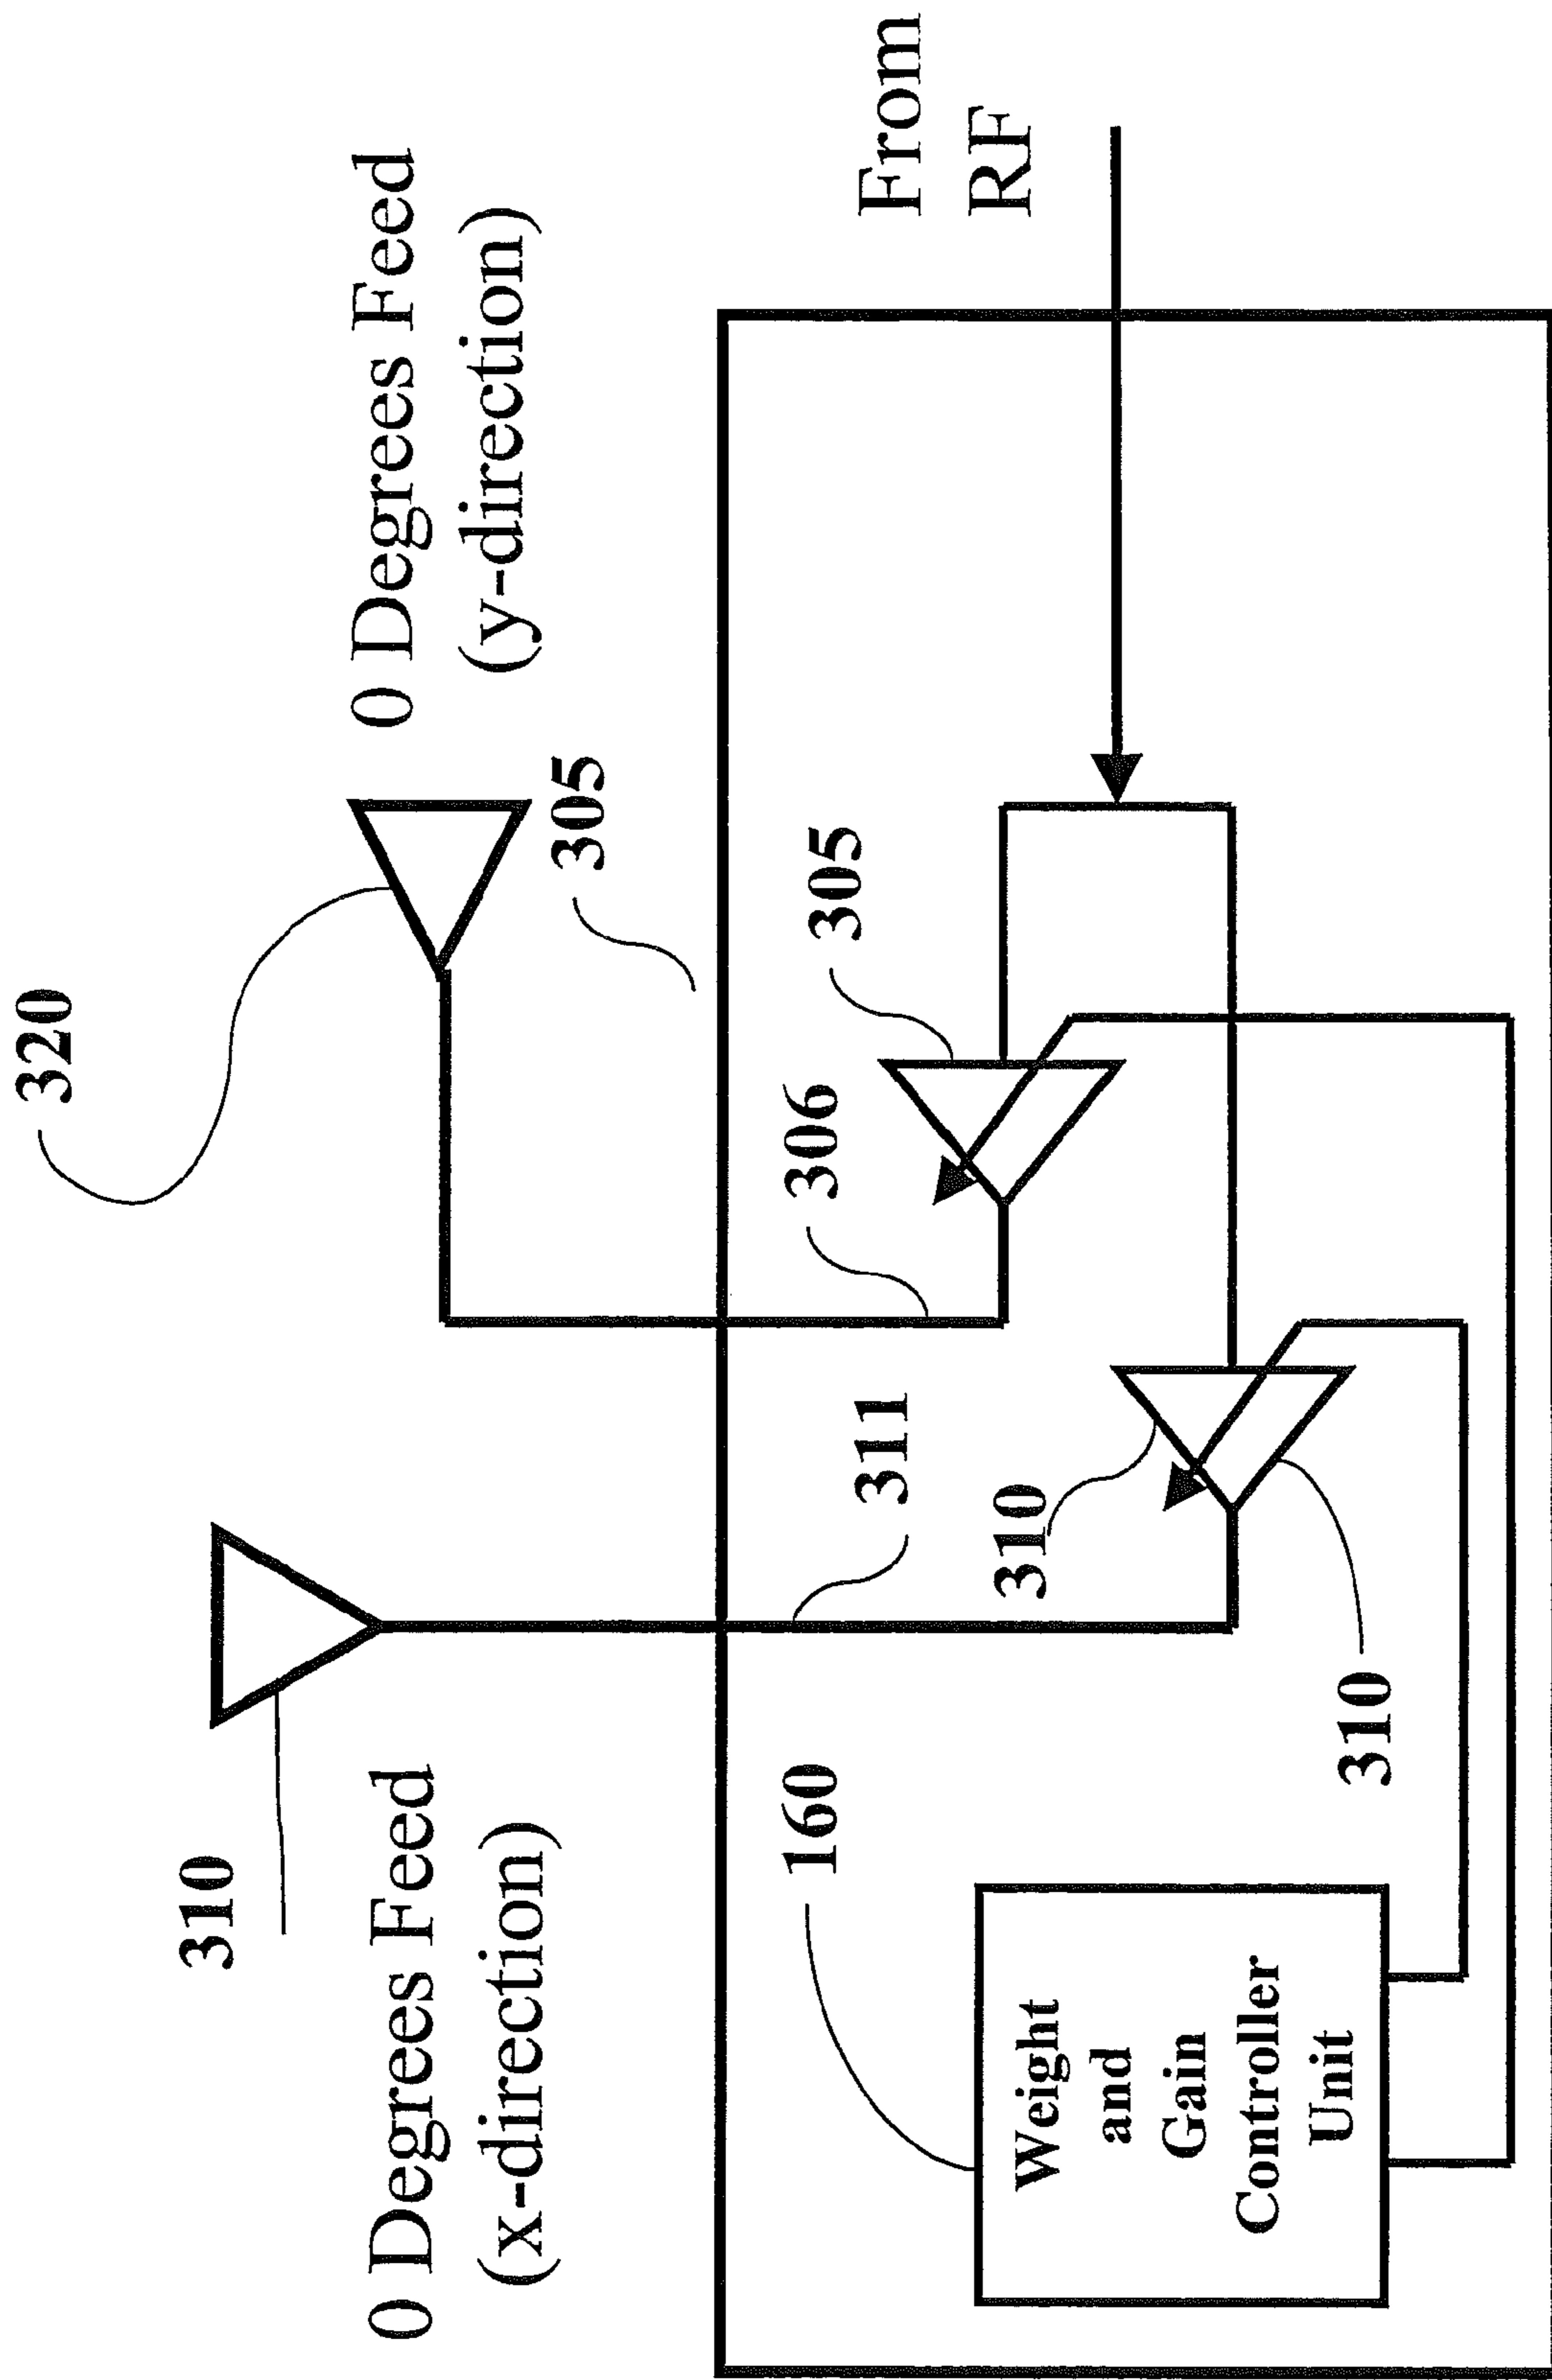 320
0 Degrees Feed
(y-direction)
310
0 Degrees Feed
(x-direction)
305
From
RF
305
306
311
310
310
160
Weight
and
Gain
Controller
Unit